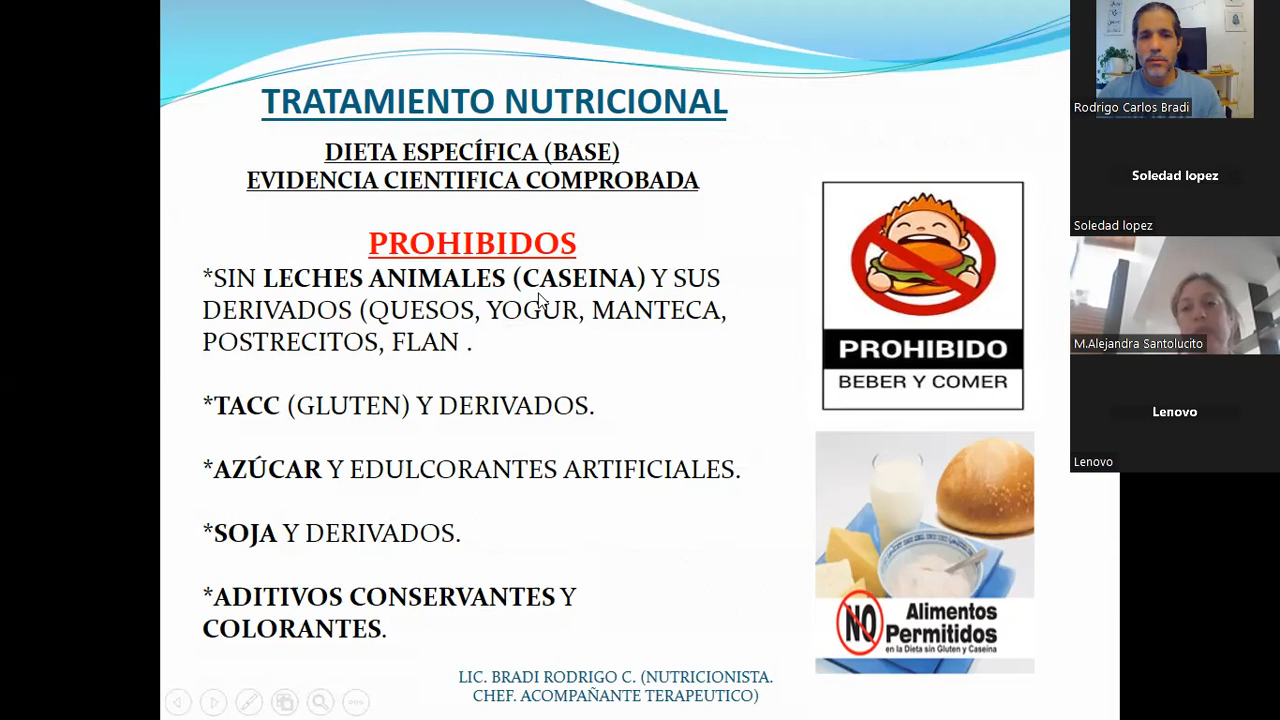 TRATAMIENTO NUTRICIONAL
DIETA ESPECÍFICA (BASE)
EVIDENCIA CIENTIFICA COMPROBADA
PROHIBIDOS
*SIN LECHES ANIMALES (CASEINA) Y SUS
DERIVADOS (QUESOS, YOGUR, MANTECA,
POSTRECITOS, FLAN .
*TACC (GLUTEN) Y DERIVADOS.
*AZÚCAR Y EDULCORANTES ARTIFICIALES.
*SOJA Y DERIVADOS.
*ADITIVOS CONSERVANTES Y
COLORANTES.
PROHIBIDO
BEBER Y COMER
NO
Alimentos
Permitidos
en la Dieta sin Gluten y Caseina
LIC. BRADI RODRIGO C. (NUTRICIONISTA.
CHEF. ACOMPAÑANTE TERAPEUTICO)
Rodrigo Carlos Bradi
Soledad lopez
Soledad lopez
M.Alejandra Santolucito
Lenovo
Lenovo